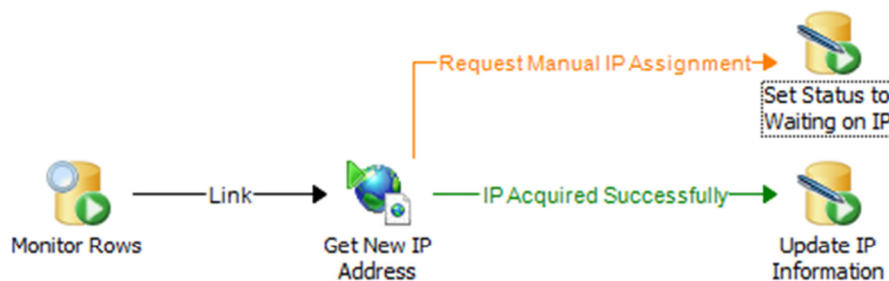 Request Manual IP Assignment
Set Status to
Waiting on IP
Link
IP Acquired Successfully
Monitor Rows
Get New IP
Address
Update IP
Information